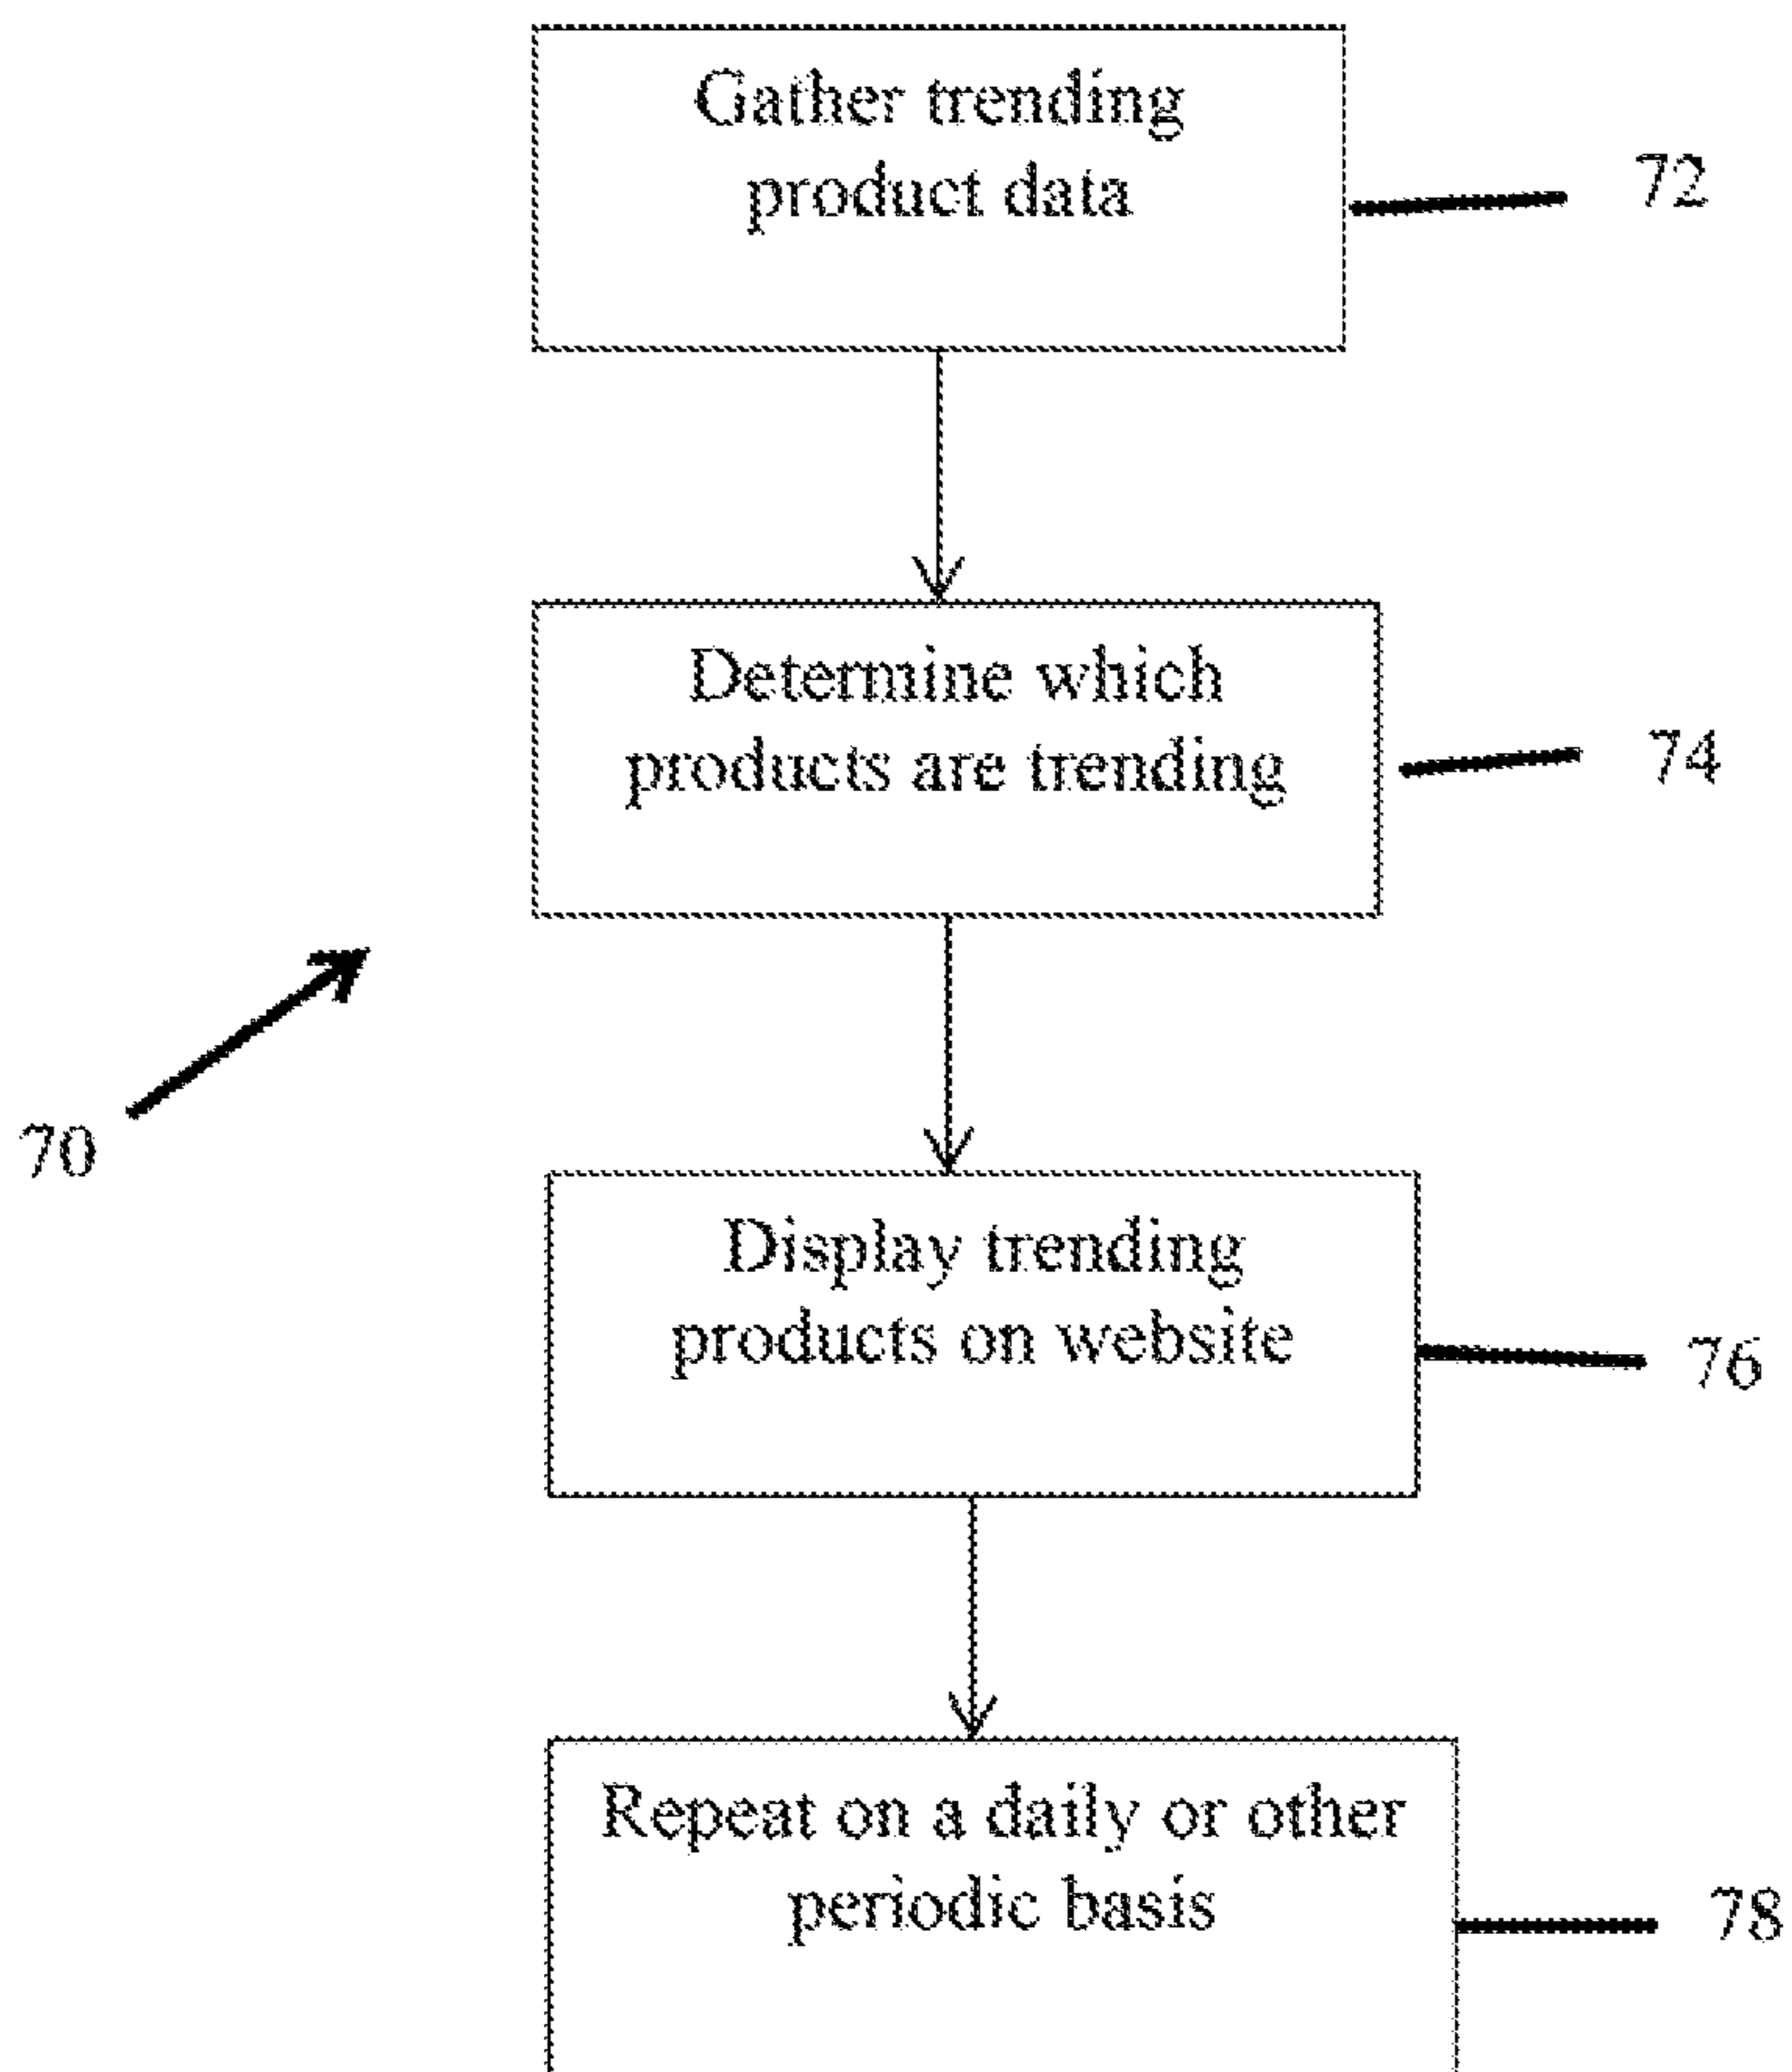 Gather trending
product data
72
Determine which
products are trending
74
70
Display trending
products on website
76
Repeat on a daily or other
periodic basis
78